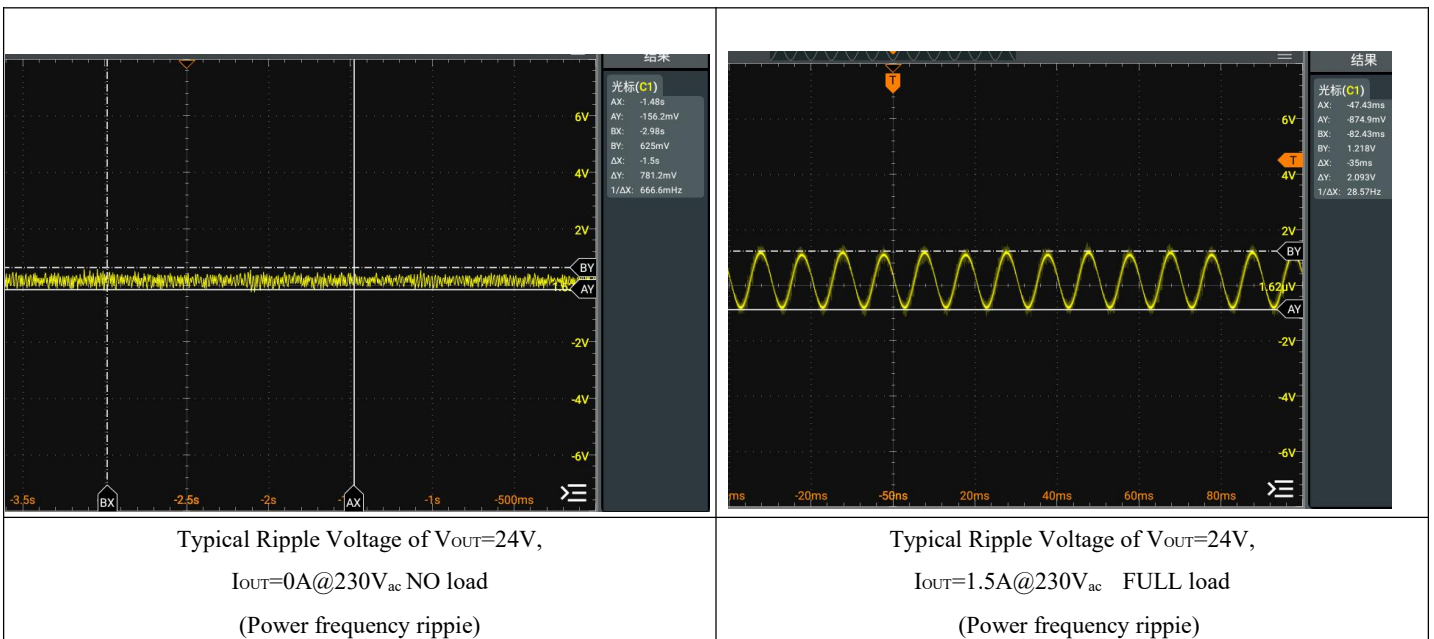 结果
光标(C1)
AX: -1.48s
AY: -156.2mV
BX: -2.98s
BY: 625mV
ΔX: -1.5s
ΔY: 781.2mV
1/ΔX: 666.6mHz
6V
4V
2V
BY
AY
-2V
-4V
-6V
-3.5s
BX
-2.5s
-2s
AX
-1s
-500ms
Typical Ripple Voltage of VOUT=24V,
IOUT=0A@230Vac NO load
(Power frequency rippie)
结果
光标(C1)
AX: -47.43ms
AY: -874.9mV
BX: -82.43ms
BY: 1.218V
ΔX: -35ms
ΔY: 2.093V
1/ΔX: 28.57Hz
T
6V
T
4V
2V
BY
1.62μV
AY
-2V
-4V
-6V
ms
-20ms
-50ns
20ms
40ms
60ms
80ms
Typical Ripple Voltage of VOUT=24V,
IOUT=1.5A@230Vac FULL load
(Power frequency rippie)